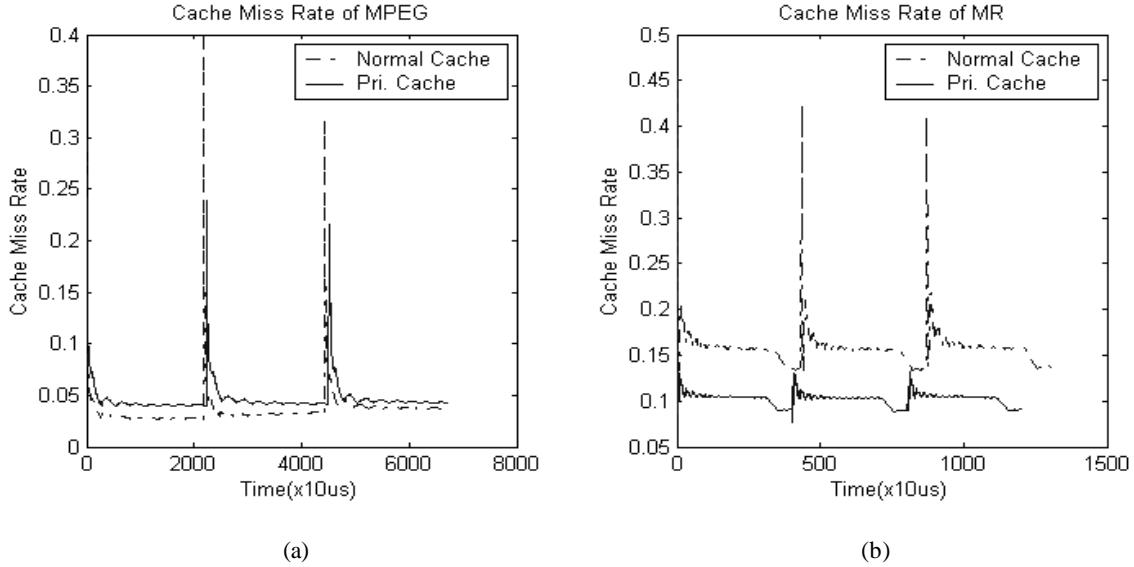 Cache Miss Rate of MPEG
0.4
0.35
0.3
0.25
0.2
0.15
0.1
0.05
0
Cache Miss Rate
Normal Cache
Pri. Cache
0
2000
4000
6000
8000
Time(x10us)
(a)
Cache Miss Rate of MR
0.5
0.45
0.4
0.35
0.3
0.25
0.2
0.15
0.1
0.05
Cache Miss Rate
Normal Cache
Pri. Cache
0
500
1000
1500
Time(x10us)
(b)